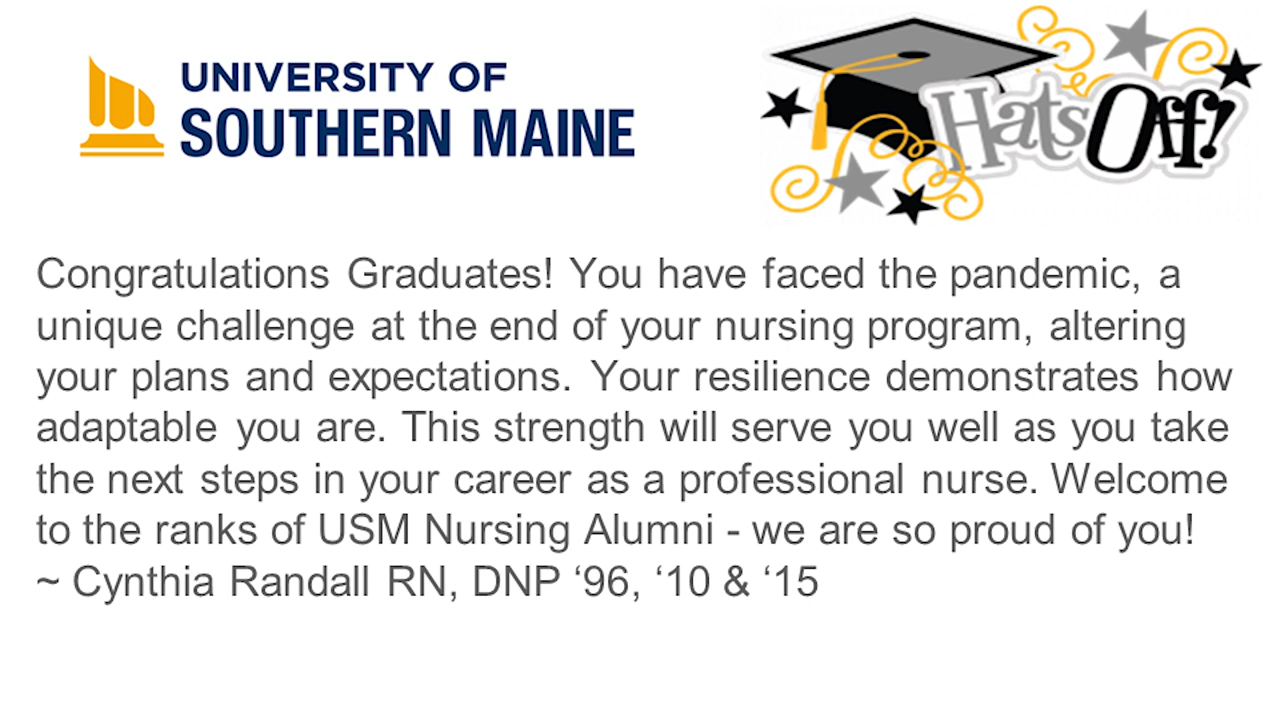 UNIVERSITY OF
SOUTHERN MAINE
Hats Off!
Congratulations Graduates! You have faced the pandemic, a
unique challenge at the end of your nursing program, altering
your plans and expectations. Your resilience demonstrates how
adaptable you are. This strength will serve you well as you take
the next steps in your career as a professional nurse. Welcome
to the ranks of USM Nursing Alumni - we are so proud of you!
~ Cynthia Randall RN, DNP ‘96, ‘10 & ‘15